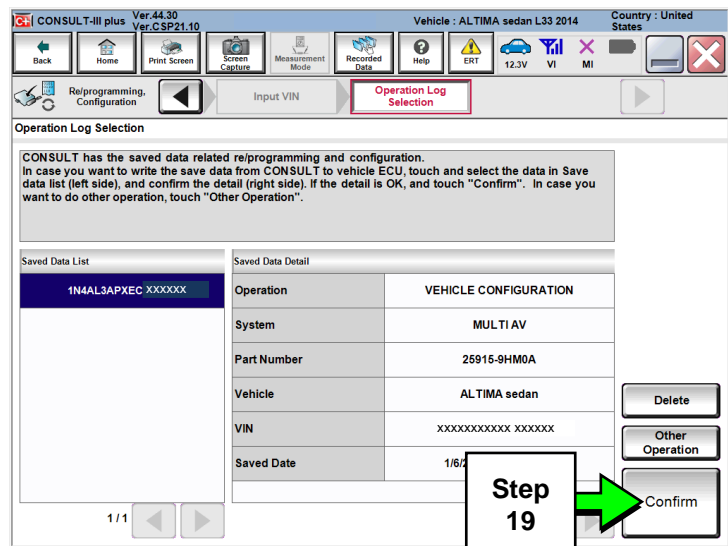 CONSULT-III plus Ver.44.30 Ver.CSP21.10 Vehicle : ALTIMA sedan L33 2014 Country : United States
Back Home Print Screen Screen Capture Measurement Mode Recorded Data Help ERT 12.3V VI MI
Re/programming, Configuration Input VIN Operation Log Selection
Operation Log Selection
CONSULT has the saved data related re/programming and configuration.
In case you want to write the save data from CONSULT to vehicle ECU, touch and select the data in Save
data list (left side), and confirm the detail (right side). If the detail is OK, and touch "Confirm". In case you
want to do other operation, touch "Other Operation".
Saved Data List Saved Data Detail
1N4AL3APXEC XXXXXX Operation VEHICLE CONFIGURATION
System MULTI AV
Part Number 25915-9HM0A
Vehicle ALTIMA sedan
Delete
VIN XXXXXXXXXXX XXXXXX
Other
Operation
Saved Date 1/6/2
Step
19
Confirm
1/1